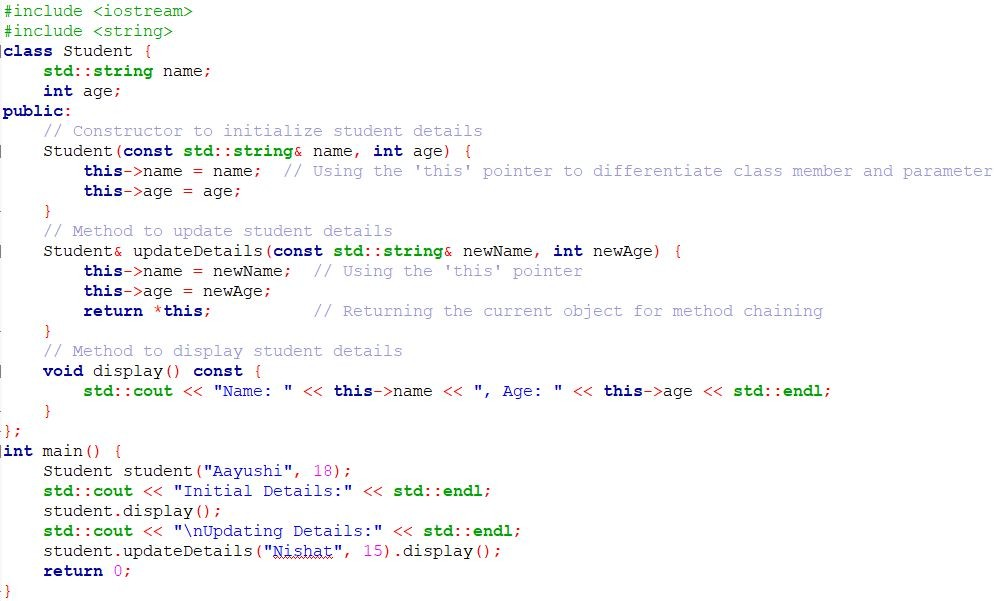 #include <iostream>
#include <string>
class Student {
    std::string name;
    int age;
public:
    // Constructor to initialize student details
    Student(const std::string& name, int age) {
        this->name = name;  // Using the 'this' pointer to differentiate class member and parameter
        this->age = age;
    }
    // Method to update student details
    Student& updateDetails(const std::string& newName, int newAge) {
        this->name = newName;  // Using the 'this' pointer
        this->age = newAge;
        return *this;          // Returning the current object for method chaining
    }
    // Method to display student details
    void display() const {
        std::cout << "Name: " << this->name << ", Age: " << this->age << std::endl;
    }
};
int main() {
    Student student("Aayushi", 18);
    std::cout << "Initial Details:" << std::endl;
    student.display();
    std::cout << "\nUpdating Details:" << std::endl;
    student.updateDetails("Nishat", 15).display();
    return 0;
}